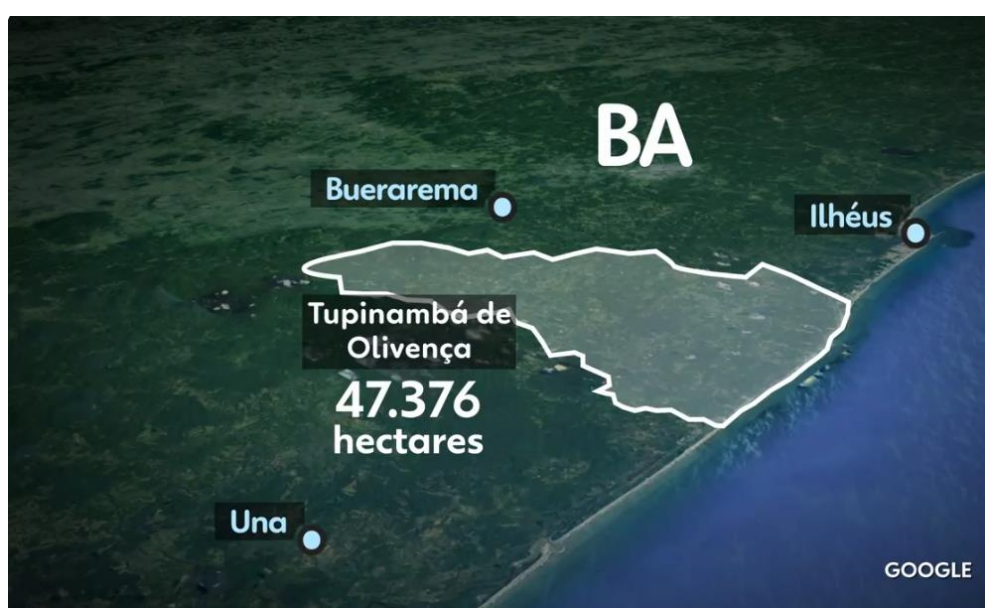 BA
Buerarema
Ilhéus
Tupinambá de
Olivença
47.376
hectares
Una
GOOGLE